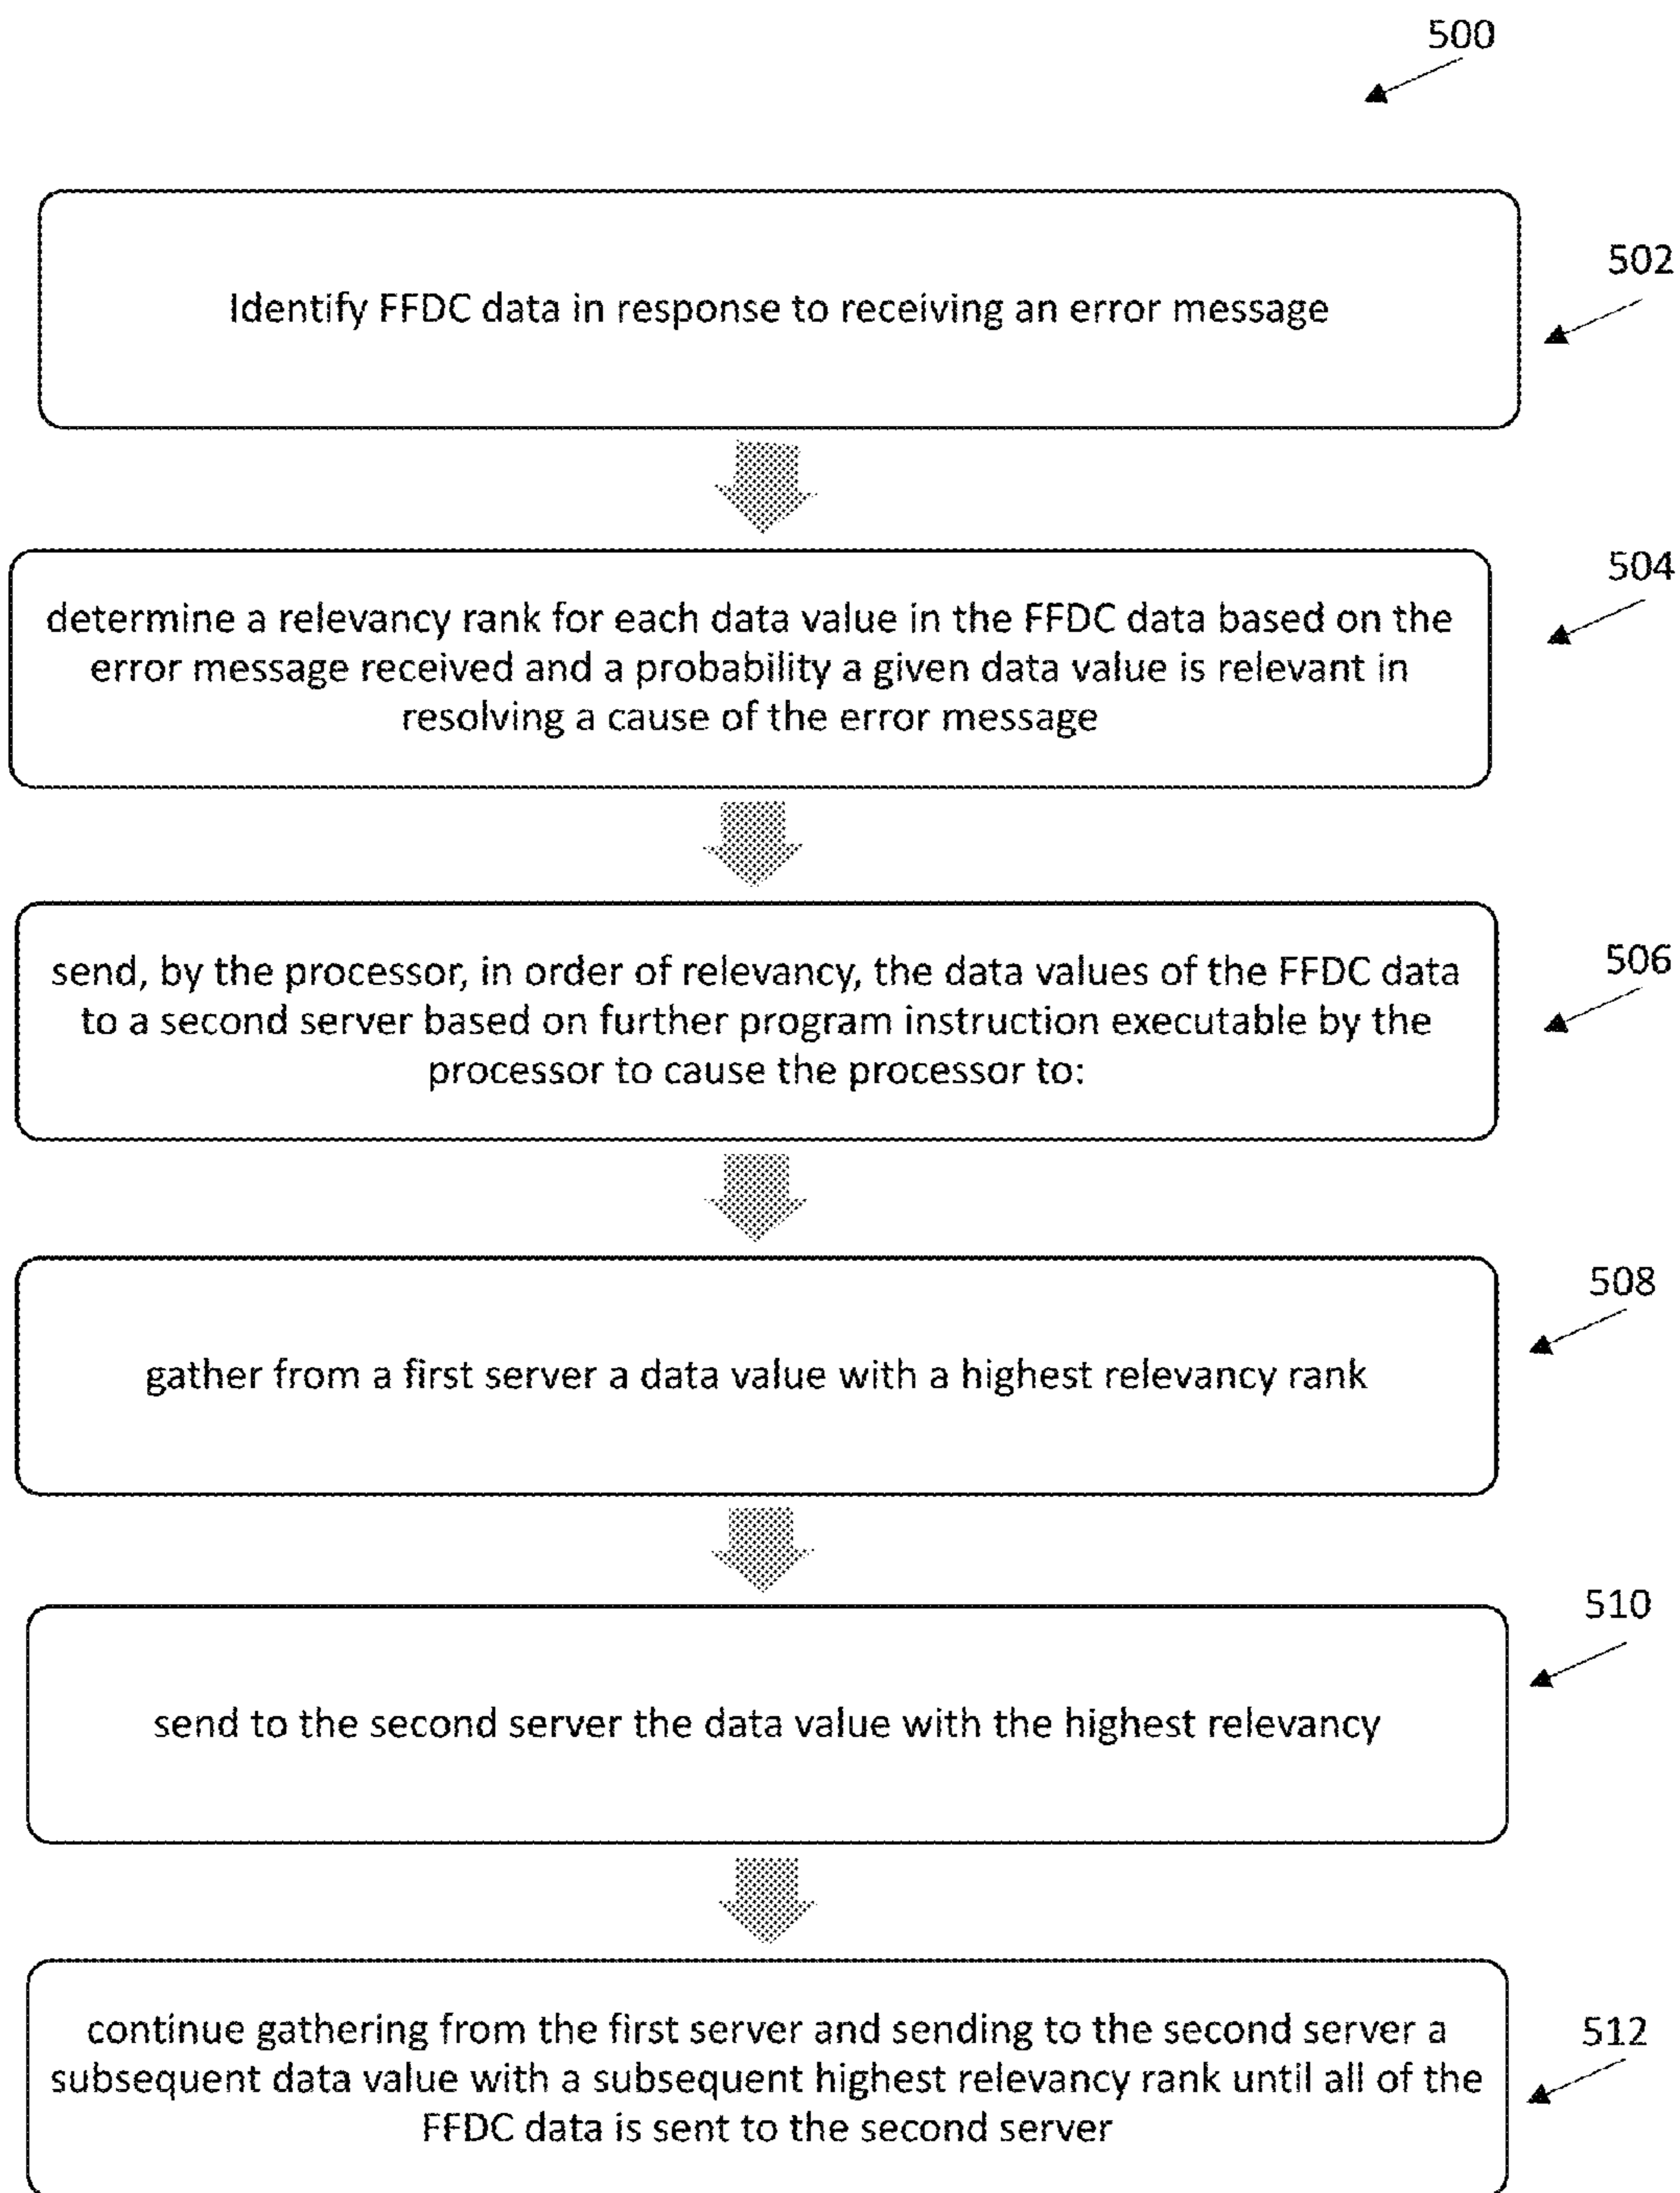 500
Identify FFDC data in response to receiving an error message
502
determine a relevancy rank for each data value in the FFDC data based on the
error message received and a probability a given data value is relevant in
resolving a cause of the error message
504
send, by the processor, in order of relevancy, the data values of the FFDC data
to a second server based on further program instruction executable by the
processor to cause the processor to:
506
gather from a first server a data value with a highest relevancy rank
508
send to the second server the data value with the highest relevancy
510
continue gathering from the first server and sending to the second server a
subsequent data value with a subsequent highest relevancy rank until all of the
FFDC data is sent to the second server
512